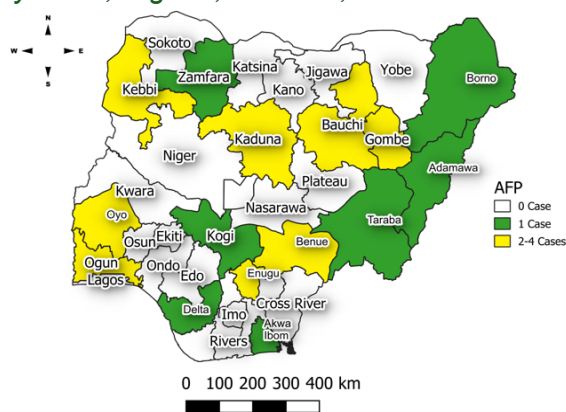 N
W
E
S
Sokoto
Zamfara
Katsina
Kano
Jigawa
Yobe
Borno
Kebbi
Kaduna
Bauchi
Gombe
Adamawa
Niger
Plateau
Kwara
Nasarawa
Taraba
Oyo
Osun
Ekiti
Kogi
Benue
Ogun
Lagos
Ondo
Edo
Enugu
Cross River
Delta
Imo
Akwa
Ibom
Rivers
AFP
0 Case
1 Case
2-4 Cases
0 100 200 300 400 km